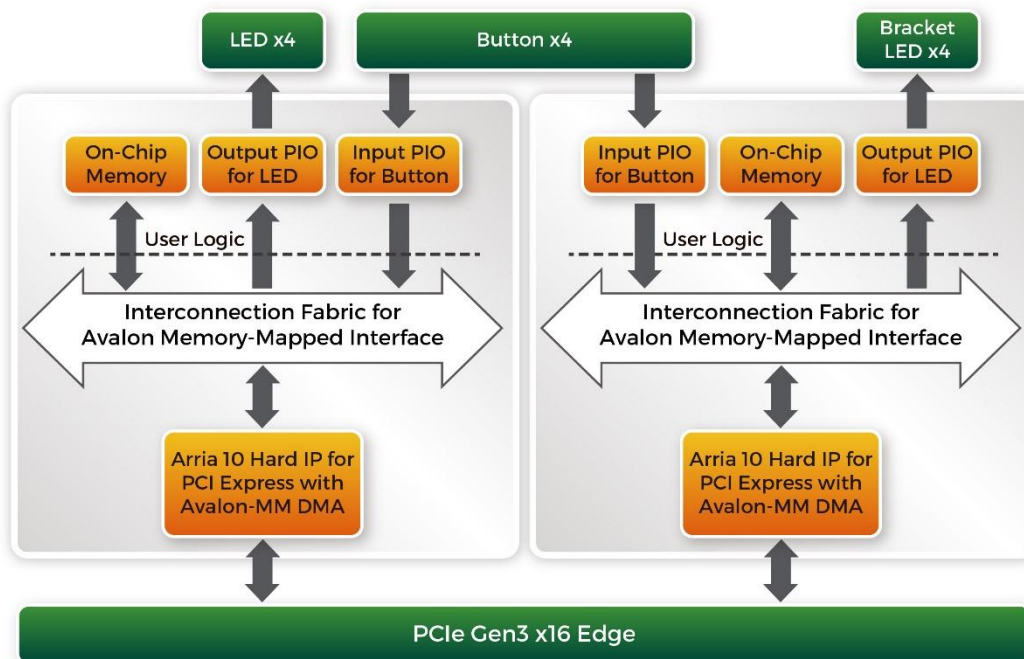 LED x4
Button x4
Bracket
LED x4
On-Chip
Memory
Output PIO
for LED
Input PIO
for Button
Input PIO
for Button
On-Chip
Memory
Output PIO
for LED
User Logic
User Logic
Interconnection Fabric for
Avalon Memory-Mapped Interface
Interconnection Fabric for
Avalon Memory-Mapped Interface
Arria 10 Hard IP for
PCI Express with
Avalon-MM DMA
Arria 10 Hard IP for
PCI Express with
Avalon-MM DMA
PCIe Gen3 x16 Edge